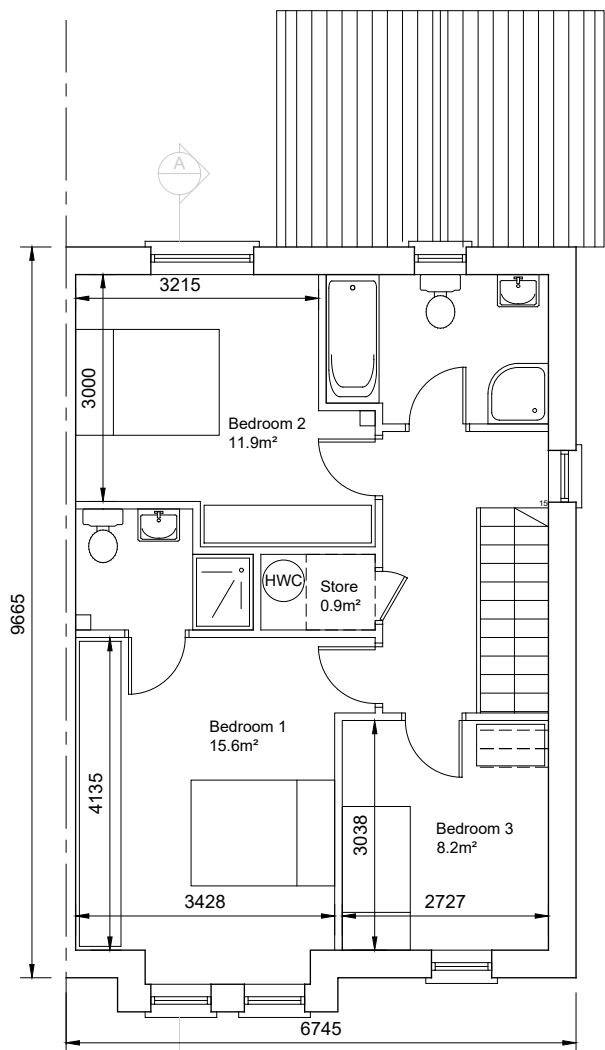 A
3215
3000
Bedroom 2
11.9m²
15
HWC
Store
0.9m²
9665
Bedroom 1
15.6m²
4135
3038
Bedroom 3
8.2m²
3428
2727
6745